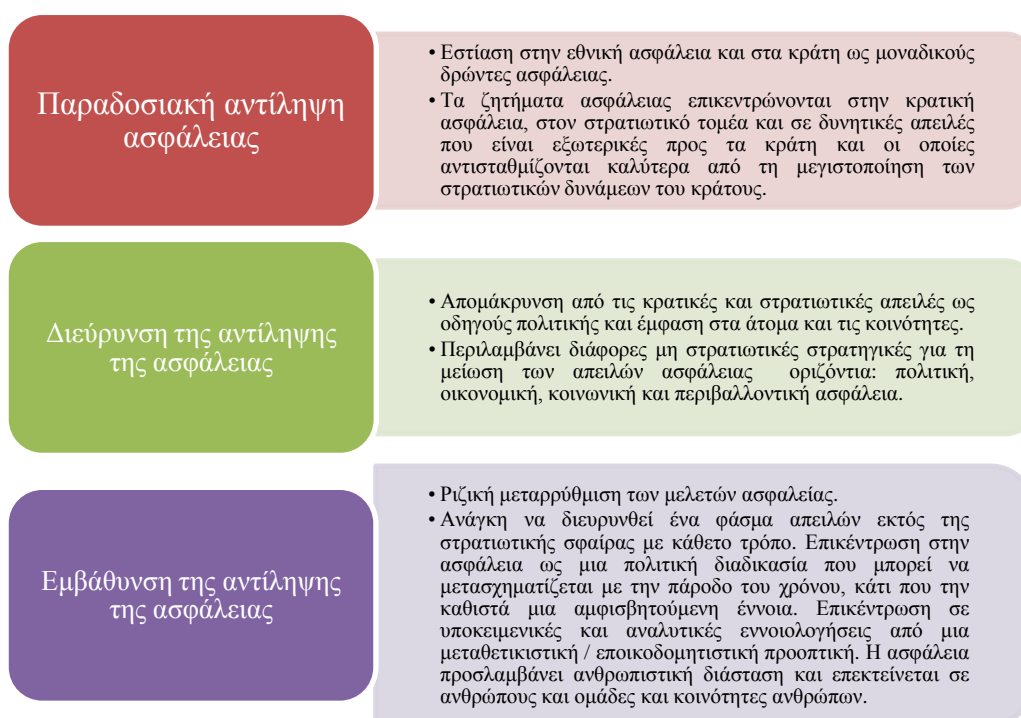 Παραδοσιακή αντίληψη
ασφάλειας
• Εστίαση στην εθνική ασφάλεια και στα κράτη ως μοναδικούς
δρώντες ασφάλειας.
• Τα ζητήματα ασφάλειας επικεντρώνονται στην κρατική
ασφάλεια, στον στρατιωτικό τομέα και σε δυνητικές απειλές
που είναι εξωτερικές προς τα κράτη και οι οποίες
αντισταθμίζονται καλύτερα από τη μεγιστοποίηση των
στρατιωτικών δυνάμεων του κράτους.
Διεύρυνση της αντίληψης
της ασφάλειας
• Απομάκρυνση από τις κρατικές και στρατιωτικές απειλές ως
οδηγούς πολιτικής και έμφαση στα άτομα και τις κοινότητες.
• Περιλαμβάνει διάφορες μη στρατιωτικές στρατηγικές για τη
μείωση των απειλών ασφάλειας οριζόντια: πολιτική,
οικονομική, κοινωνική και περιβαλλοντική ασφάλεια.
Εμβάθυνση της αντίληψης
της ασφάλειας
• Ριζική μεταρρύθμιση των μελετών ασφαλείας.
• Ανάγκη να διευρυνθεί ένα φάσμα απειλών εκτός της
στρατιωτικής σφαίρας με κάθετο τρόπο. Επικέντρωση στην
ασφάλεια ως μια πολιτική διαδικασία που μπορεί να
μετασχηματίζεται με την πάροδο του χρόνου, κάτι που την
καθιστά μια αμφισβητούμενη έννοια. Επικέντρωση σε
υποκειμενικές και αναλυτικές εννοιολογήσεις από μια
μεταθετικιστική / εποικοδομητιστική προοπτική. Η ασφάλεια
προσλαμβάνει ανθρωπιστική διάσταση και επεκτείνεται σε
ανθρώπους και ομάδες και κοινότητες ανθρώπων.